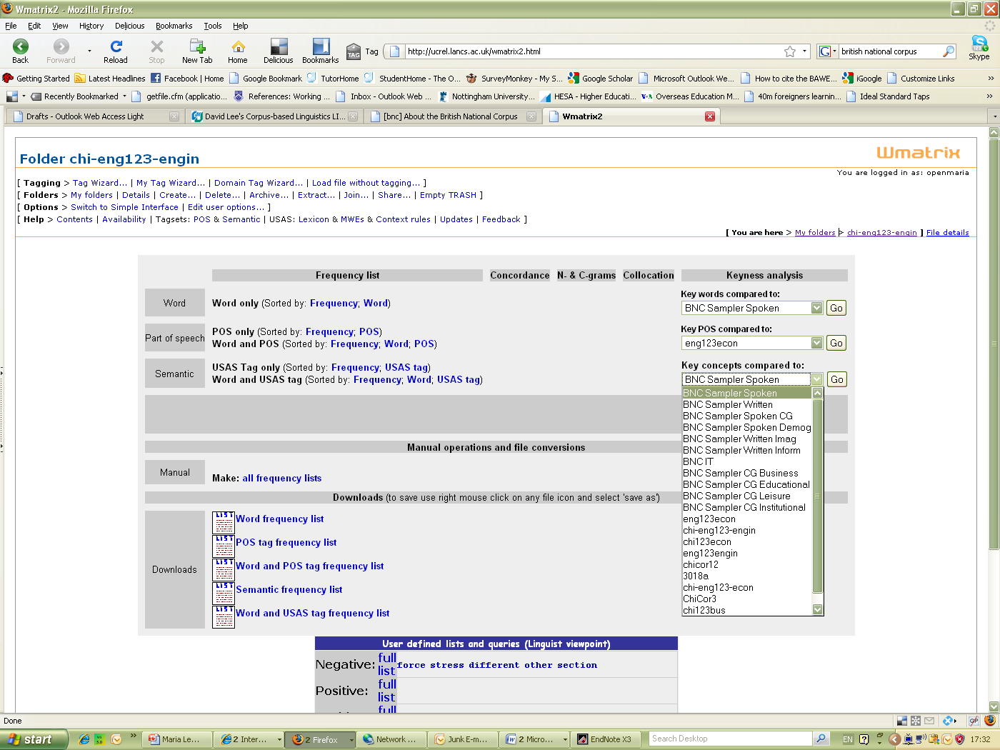 Wmatrix2 - Mozilla Firefox
File Edit View History Delicious Bookmarks Tools Help
Back Forward Reload Stop New Tab Home Delicious Bookmarks TAG Tag http://ucrel.lancs.ac.uk/wmatrix2.html G british national corpus Skype
Getting Started Latest Headlines Facebook | Home Google Bookmark TutorHome StudentHome - The O... SurveyMonkey - My S... Google Scholar Microsoft Outlook We... How to cite the BAWE... iGoogle Customize Links »
Recently Bookmarked getfile.cfm (applicatio... References: Working ... Inbox - Outlook Web ... Nottingham University... HESA - Higher Educati... Overseas Education M... 40m foreigners learnin... Ideal Standard Taps »
Drafts - Outlook Web Access Light David Lee's Corpus-based Linguistics LI... [bnc] About the British National Corpus Wmatrix2
Folder chi-eng123-engin Wmatrix
You are logged in as: openmaria
[ Tagging > Tag Wizard... | My Tag Wizard... | Domain Tag Wizard... | Load file without tagging... ]
[ Folders > My folders | Details | Create... | Delete... | Archive... | Extract... | Join... | Share... | Empty TRASH ]
[ Options > Switch to Simple Interface | Edit user options... ]
[ Help > Contents | Availability | Tagsets: POS & Semantic | USAS: Lexicon & MWEs & Context rules | Updates | Feedback ]
[ You are here > My folders > chi-eng123-engin ] File details
Frequency list Concordance N- & C-grams Collocation Keyness analysis
Word Word only (Sorted by: Frequency; Word)
Key words compared to:
BNC Sampler Spoken Go
Part of speech POS only (Sorted by: Frequency; POS)
Word and POS (Sorted by: Frequency; Word; POS)
Key POS compared to:
eng123econ Go
Semantic USAS Tag only (Sorted by: Frequency; USAS tag)
Word and USAS tag (Sorted by: Frequency; Word; USAS tag)
Key concepts compared to:
BNC Sampler Spoken Go
BNC Sampler Spoken
BNC Sampler Written
BNC Sampler Spoken CG
BNC Sampler Spoken Demog
BNC Sampler Written Imag
BNC Sampler Written Inform
BNC IT
BNC Sampler CG Business
BNC Sampler CG Educational
BNC Sampler CG Leisure
BNC Sampler CG Institutional
eng123econ
chi-eng123-engin
chi123econ
eng123engin
chicor12
3018a
chi-eng123-econ
ChiCor3
chi123bus
Manual operations and file conversions
Manual Make: all frequency lists
Downloads (to save use right mouse click on any file icon and select 'save as')
Downloads
LIST Word frequency list
LIST POS tag frequency list
LIST Word and POS tag frequency list
LIST Semantic frequency list
LIST Word and USAS tag frequency list
User defined lists and queries (Linguist viewpoint)
Negative: full list force stress different other section
Positive: full list
full
Done
start » Maria Le... 2 Inter... 2 Firefox Network ... Junk E-m... 2 Micro... EndNote X3 Search Desktop EN 17:32